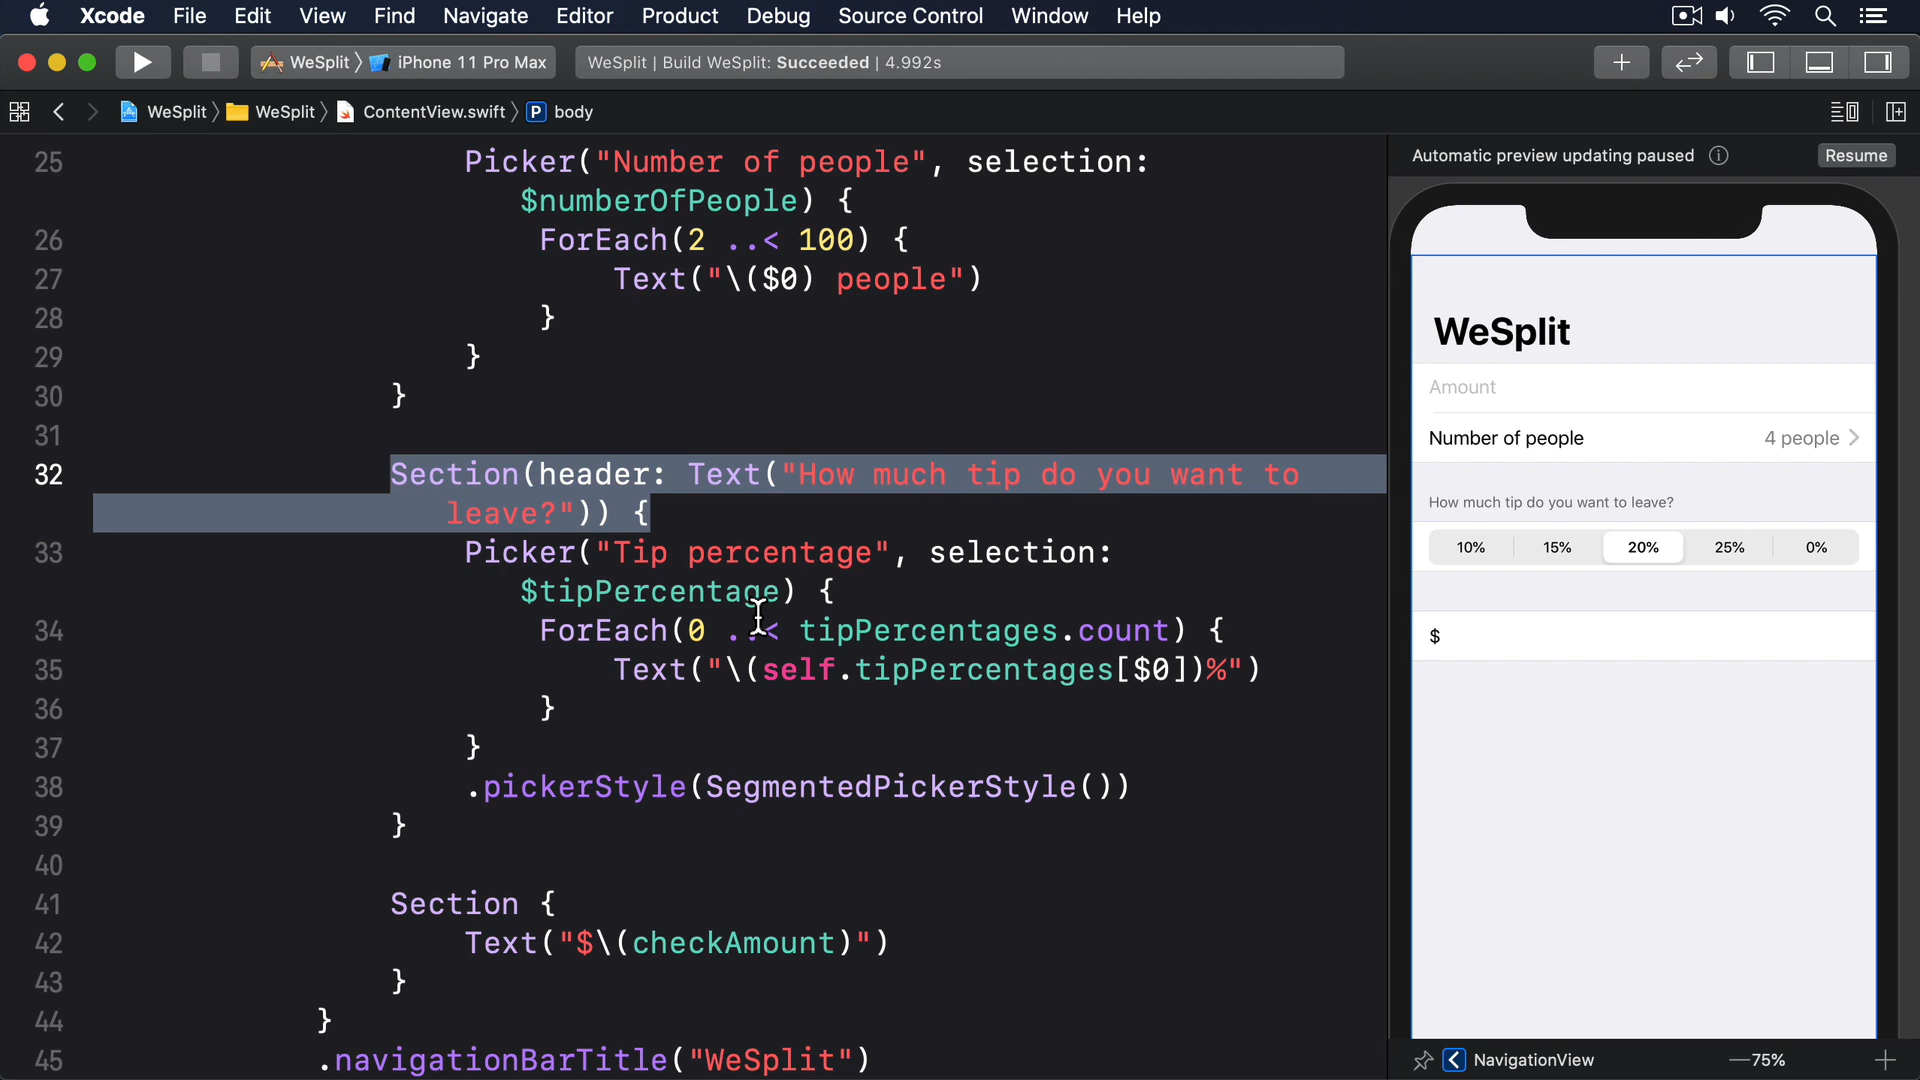 Xcode File Edit View Find Navigate Editor Product Debug Source Control Window Help
WeSplit iPhone 11 Pro Max WeSplit | Build WeSplit: Succeeded | 4.992s
WeSplit WeSplit ContentView.swift P body
Automatic preview updating paused Resume
25 Picker("Number of people", selection:
$numberOfPeople) {
26 ForEach(2 ..< 100) {
27 Text("\($0) people")
28 }
29 }
30 }
31
32 Section(header: Text("How much tip do you want to
leave?")) {
33 Picker("Tip percentage", selection:
$tipPercentage) {
34 ForEach(0 ..< tipPercentages.count) {
35 Text("\(self.tipPercentages[$0])%")
36 }
37 }
38 .pickerStyle(SegmentedPickerStyle())
39 }
40
41 Section {
42 Text("$\(checkAmount)")
43 }
44 }
45 .navigationBarTitle("WeSplit")
WeSplit
Amount
Number of people 4 people
How much tip do you want to leave?
10% 15% 20% 25% 0%
$
NavigationView — 75% +